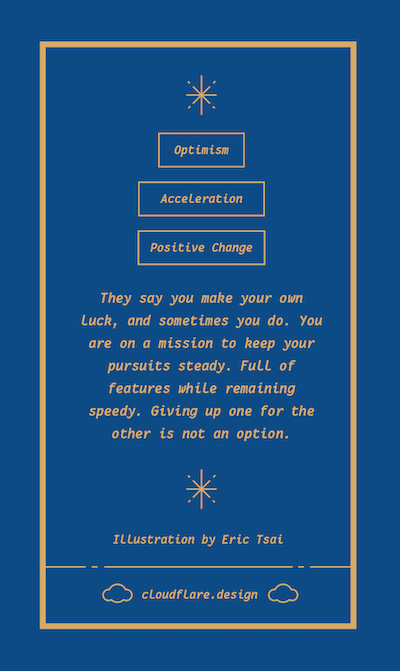 Optimism
Acceleration
Positive Change
They say you make your own
luck, and sometimes you do. You
are on a mission to keep your
pursuits steady. Full of
features while remaining
speedy. Giving up one for the
other is not an option.
Illustration by Eric Tsai
cloudflare.design